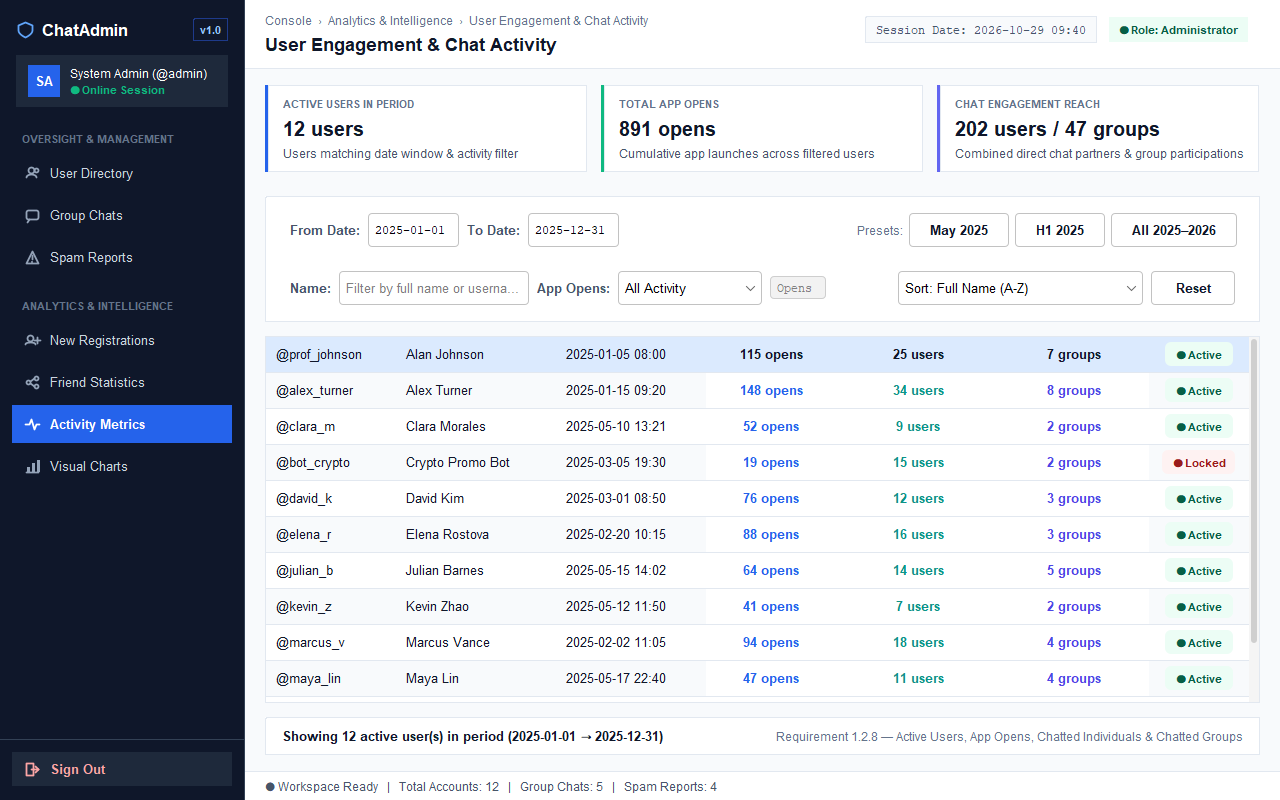 ChatAdmin
v1.0
SA
System Admin (@admin)
Online Session
OVERSIGHT & MANAGEMENT
User Directory
Group Chats
Spam Reports
ANALYTICS & INTELLIGENCE
New Registrations
Friend Statistics
Activity Metrics
Visual Charts
Sign Out
Console › Analytics & Intelligence › User Engagement & Chat Activity
User Engagement & Chat Activity
Session Date: 2026-10-29 09:40
Role: Administrator
ACTIVE USERS IN PERIOD
12 users
Users matching date window & activity filter
TOTAL APP OPENS
891 opens
Cumulative app launches across filtered users
CHAT ENGAGEMENT REACH
202 users / 47 groups
Combined direct chat partners & group participations
From Date: 2025-01-01 To Date: 2025-12-31 Presets: May 2025 H1 2025 All 2025–2026
Name: Filter by full name or userna... App Opens: All Activity Opens Sort: Full Name (A-Z) Reset
@prof_johnson Alan Johnson 2025-01-05 08:00 115 opens 25 users 7 groups Active
@alex_turner Alex Turner 2025-01-15 09:20 148 opens 34 users 8 groups Active
@clara_m Clara Morales 2025-05-10 13:21 52 opens 9 users 2 groups Active
@bot_crypto Crypto Promo Bot 2025-03-05 19:30 19 opens 15 users 2 groups Locked
@david_k David Kim 2025-03-01 08:50 76 opens 12 users 3 groups Active
@elena_r Elena Rostova 2025-02-20 10:15 88 opens 16 users 3 groups Active
@julian_b Julian Barnes 2025-05-15 14:02 64 opens 14 users 5 groups Active
@kevin_z Kevin Zhao 2025-05-12 11:50 41 opens 7 users 2 groups Active
@marcus_v Marcus Vance 2025-02-02 11:05 94 opens 18 users 4 groups Active
@maya_lin Maya Lin 2025-05-17 22:40 47 opens 11 users 4 groups Active
Showing 12 active user(s) in period (2025-01-01 → 2025-12-31)
Requirement 1.2.8 — Active Users, App Opens, Chatted Individuals & Chatted Groups
Workspace Ready | Total Accounts: 12 | Group Chats: 5 | Spam Reports: 4